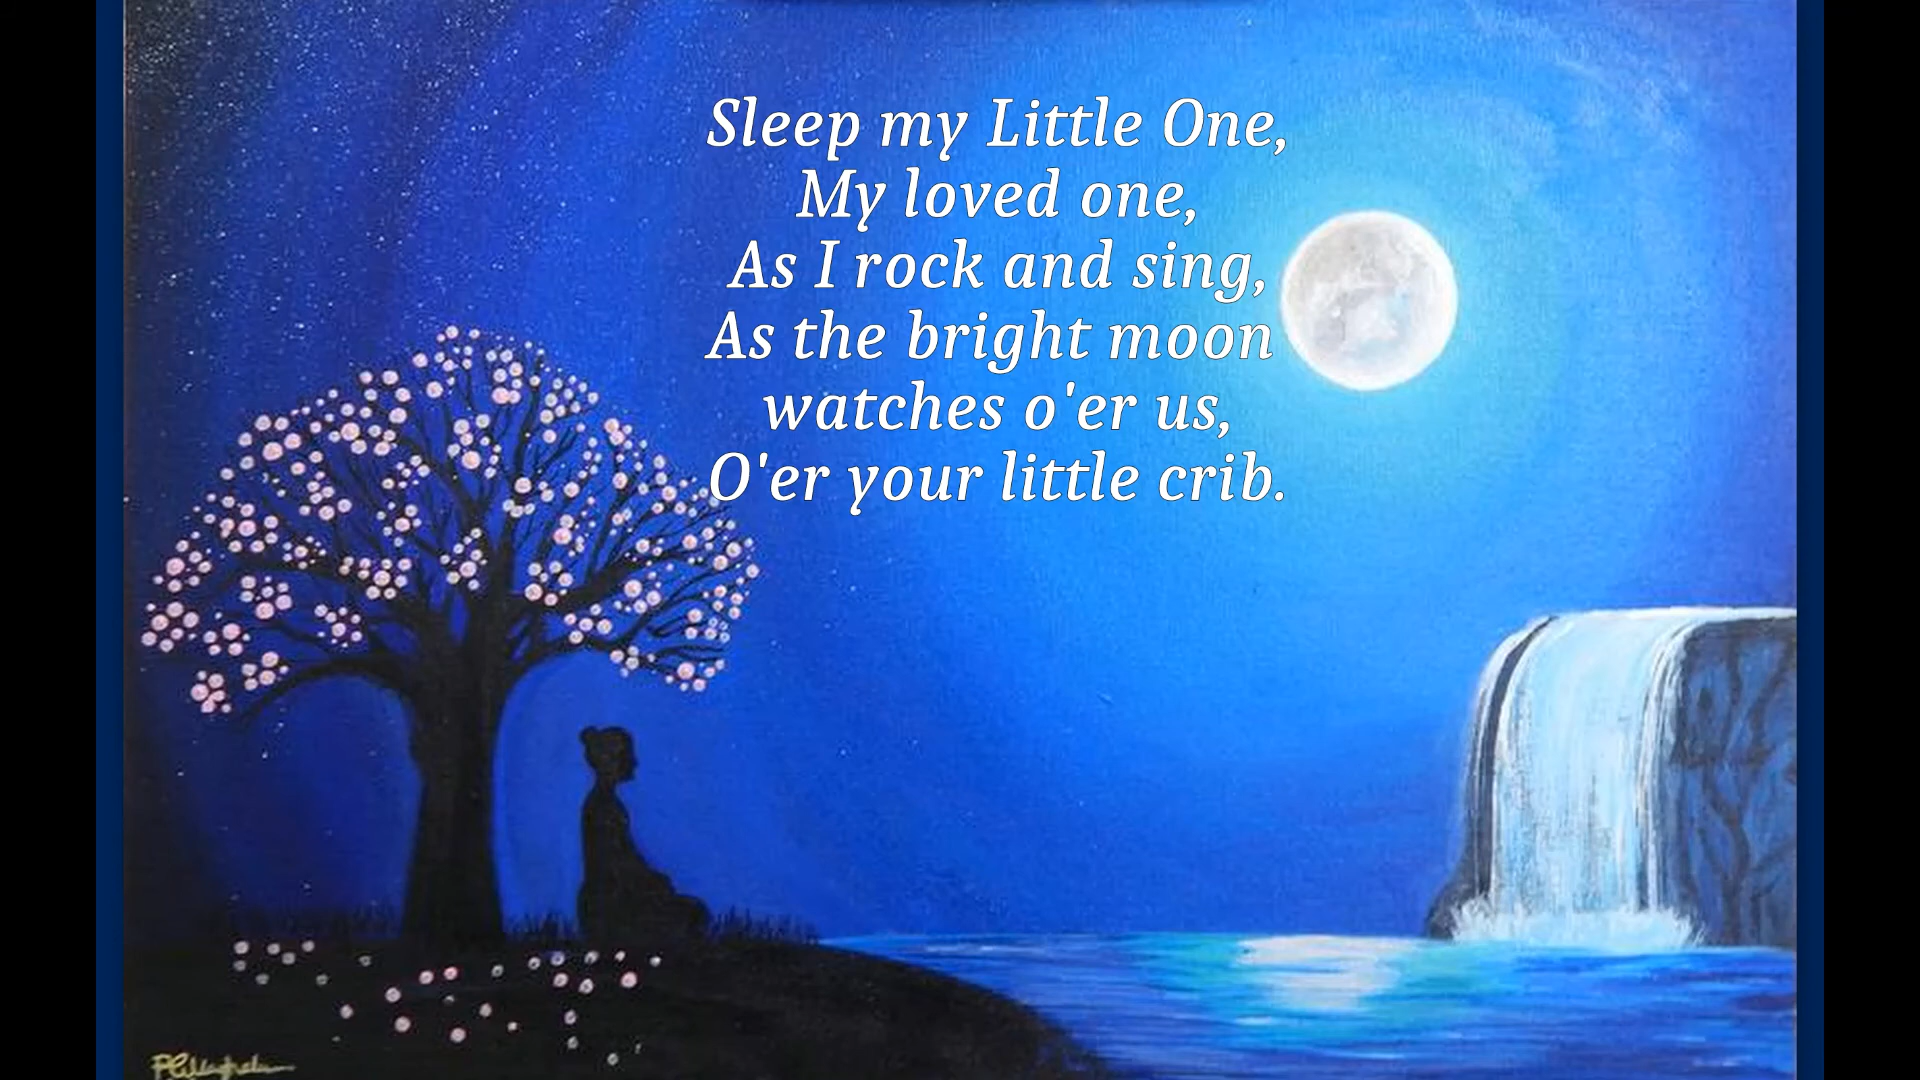 Sleep my Little One,
My loved one,
As I rock and sing,
As the bright moon
watches o'er us,
O'er your little crib.